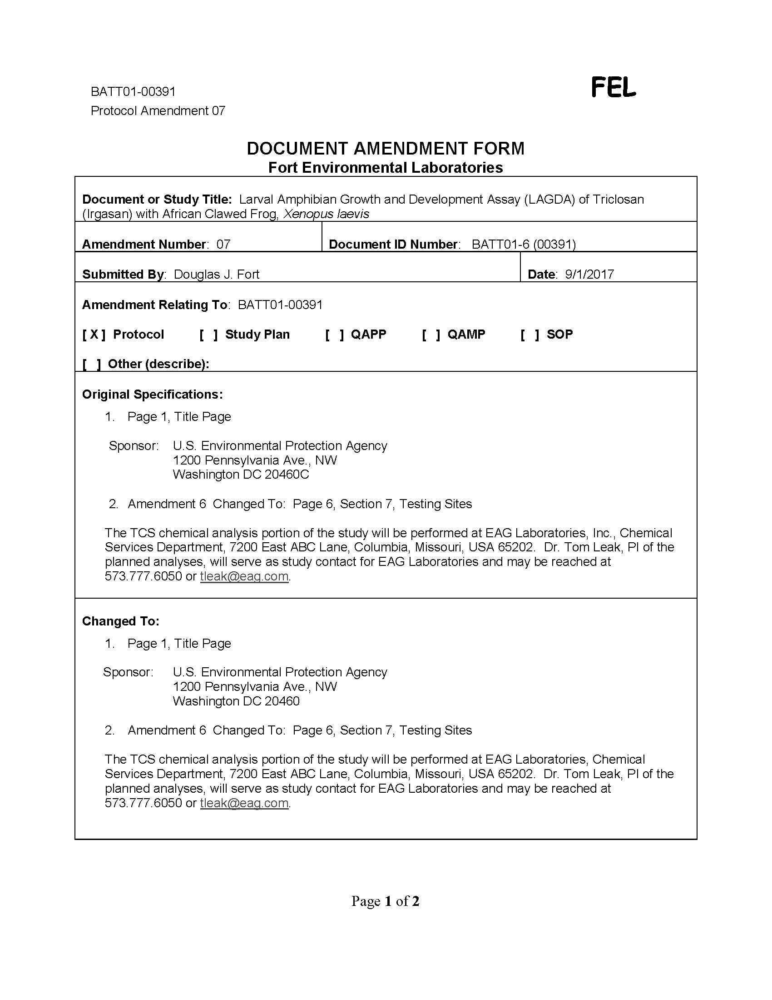 BATT01-00391
FEL
Protocol Amendment 07
DOCUMENT AMENDMENT FORM
Fort Environmental Laboratories
Document or Study Title: Larval Amphibian Growth and Development Assay (LAGDA) of Triclosan
(Irgasan) with African Clawed Frog, Xenopus laevis
Amendment Number: 07
Document ID Number: BATT01-6 (00391)
Submitted By: Douglas J. Fort
Date: 9/1/2017
Amendment Relating To: BATT01-00391
[ X ] Protocol [ ] Study Plan [ ] QAPP [ ] QAMP [ ] SOP
[ ] Other (describe):
Original Specifications:
1. Page 1, Title Page
Sponsor: U.S. Environmental Protection Agency
1200 Pennsylvania Ave., NW
Washington DC 20460C
2. Amendment 6 Changed To: Page 6, Section 7, Testing Sites
The TCS chemical analysis portion of the study will be performed at EAG Laboratories, Inc., Chemical
Services Department, 7200 East ABC Lane, Columbia, Missouri, USA 65202. Dr. Tom Leak, PI of the
planned analyses, will serve as study contact for EAG Laboratories and may be reached at
573.777.6050 or tleak@eag.com.
Changed To:
1. Page 1, Title Page
Sponsor: U.S. Environmental Protection Agency
1200 Pennsylvania Ave., NW
Washington DC 20460
2. Amendment 6 Changed To: Page 6, Section 7, Testing Sites
The TCS chemical analysis portion of the study will be performed at EAG Laboratories, Chemical
Services Department, 7200 East ABC Lane, Columbia, Missouri, USA 65202. Dr. Tom Leak, PI of the
planned analyses, will serve as study contact for EAG Laboratories and may be reached at
573.777.6050 or tleak@eag.com.
Page 1 of 2